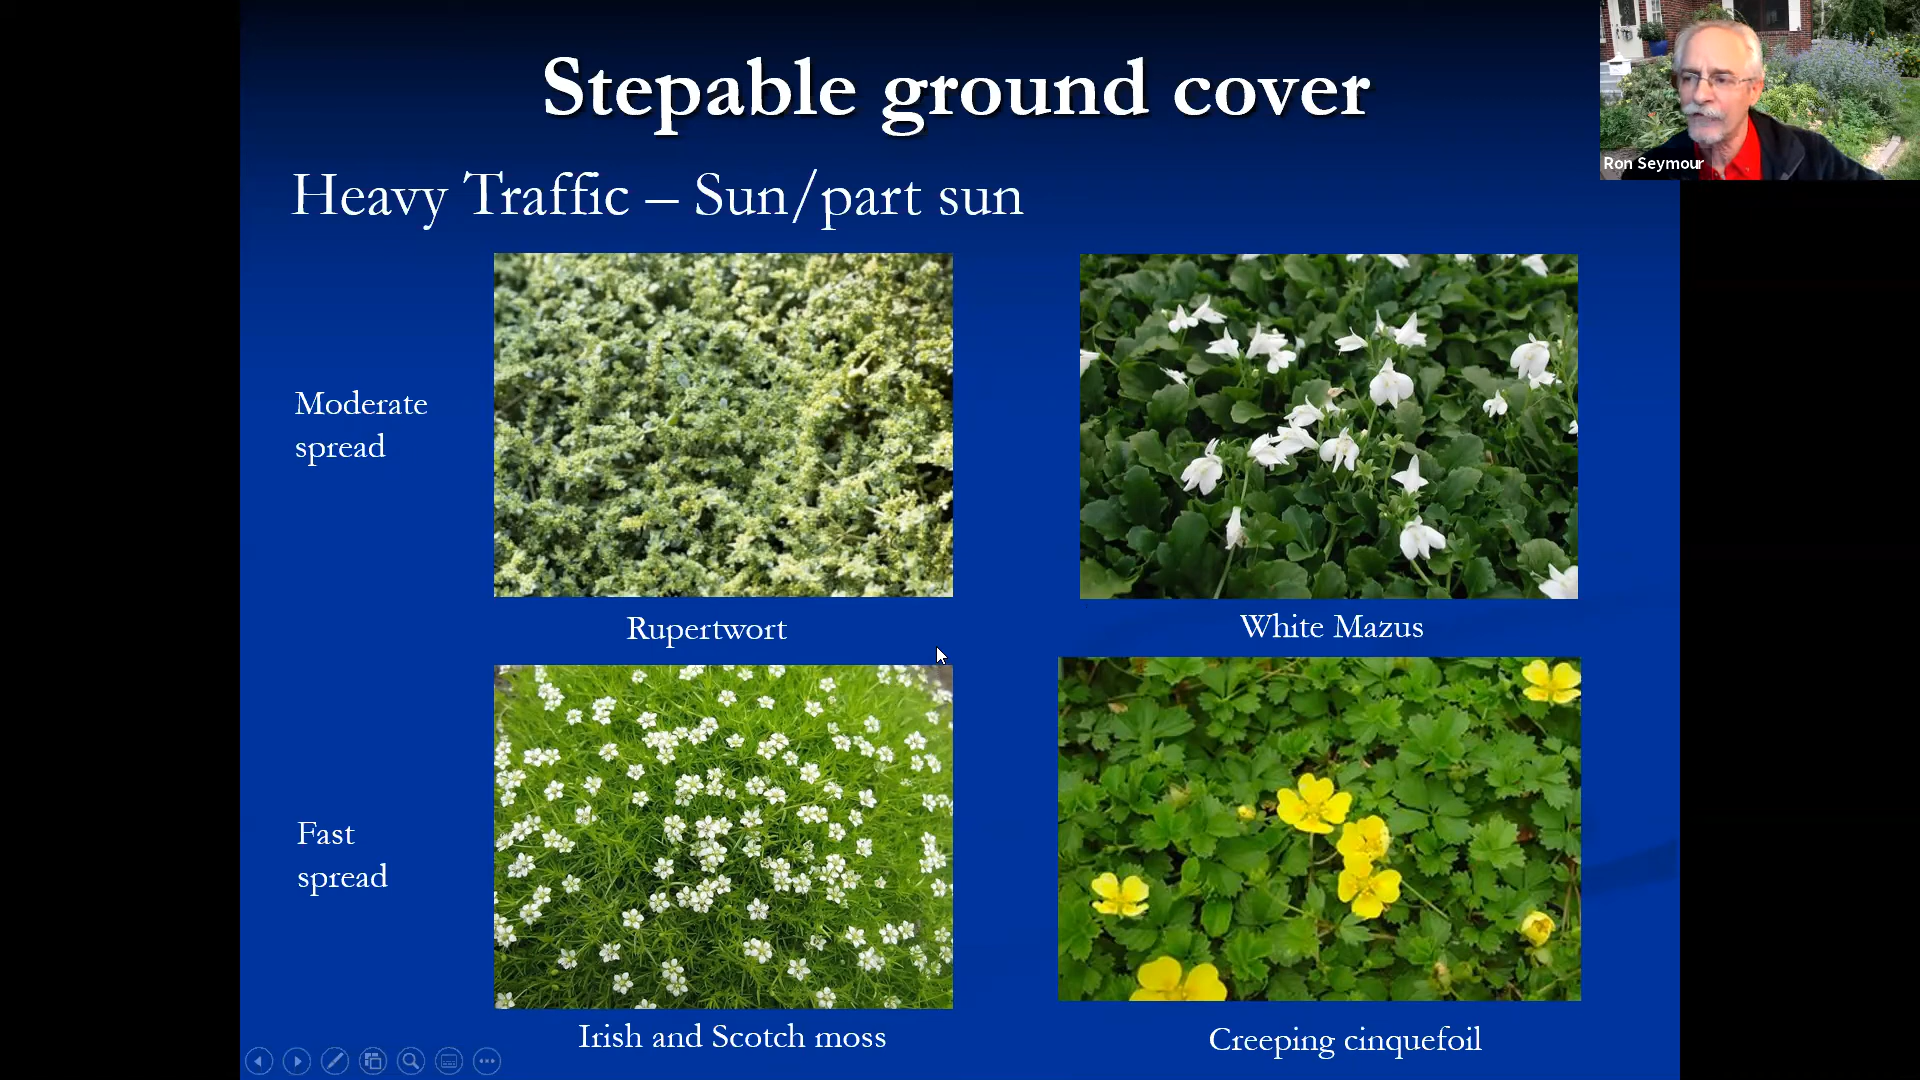 Stepable ground cover
Ron Seymour
Heavy Traffic – Sun/part sun
Moderate
spread
Rupertwort
White Mazus
Fast
spread
Irish and Scotch moss
Creeping cinquefoil